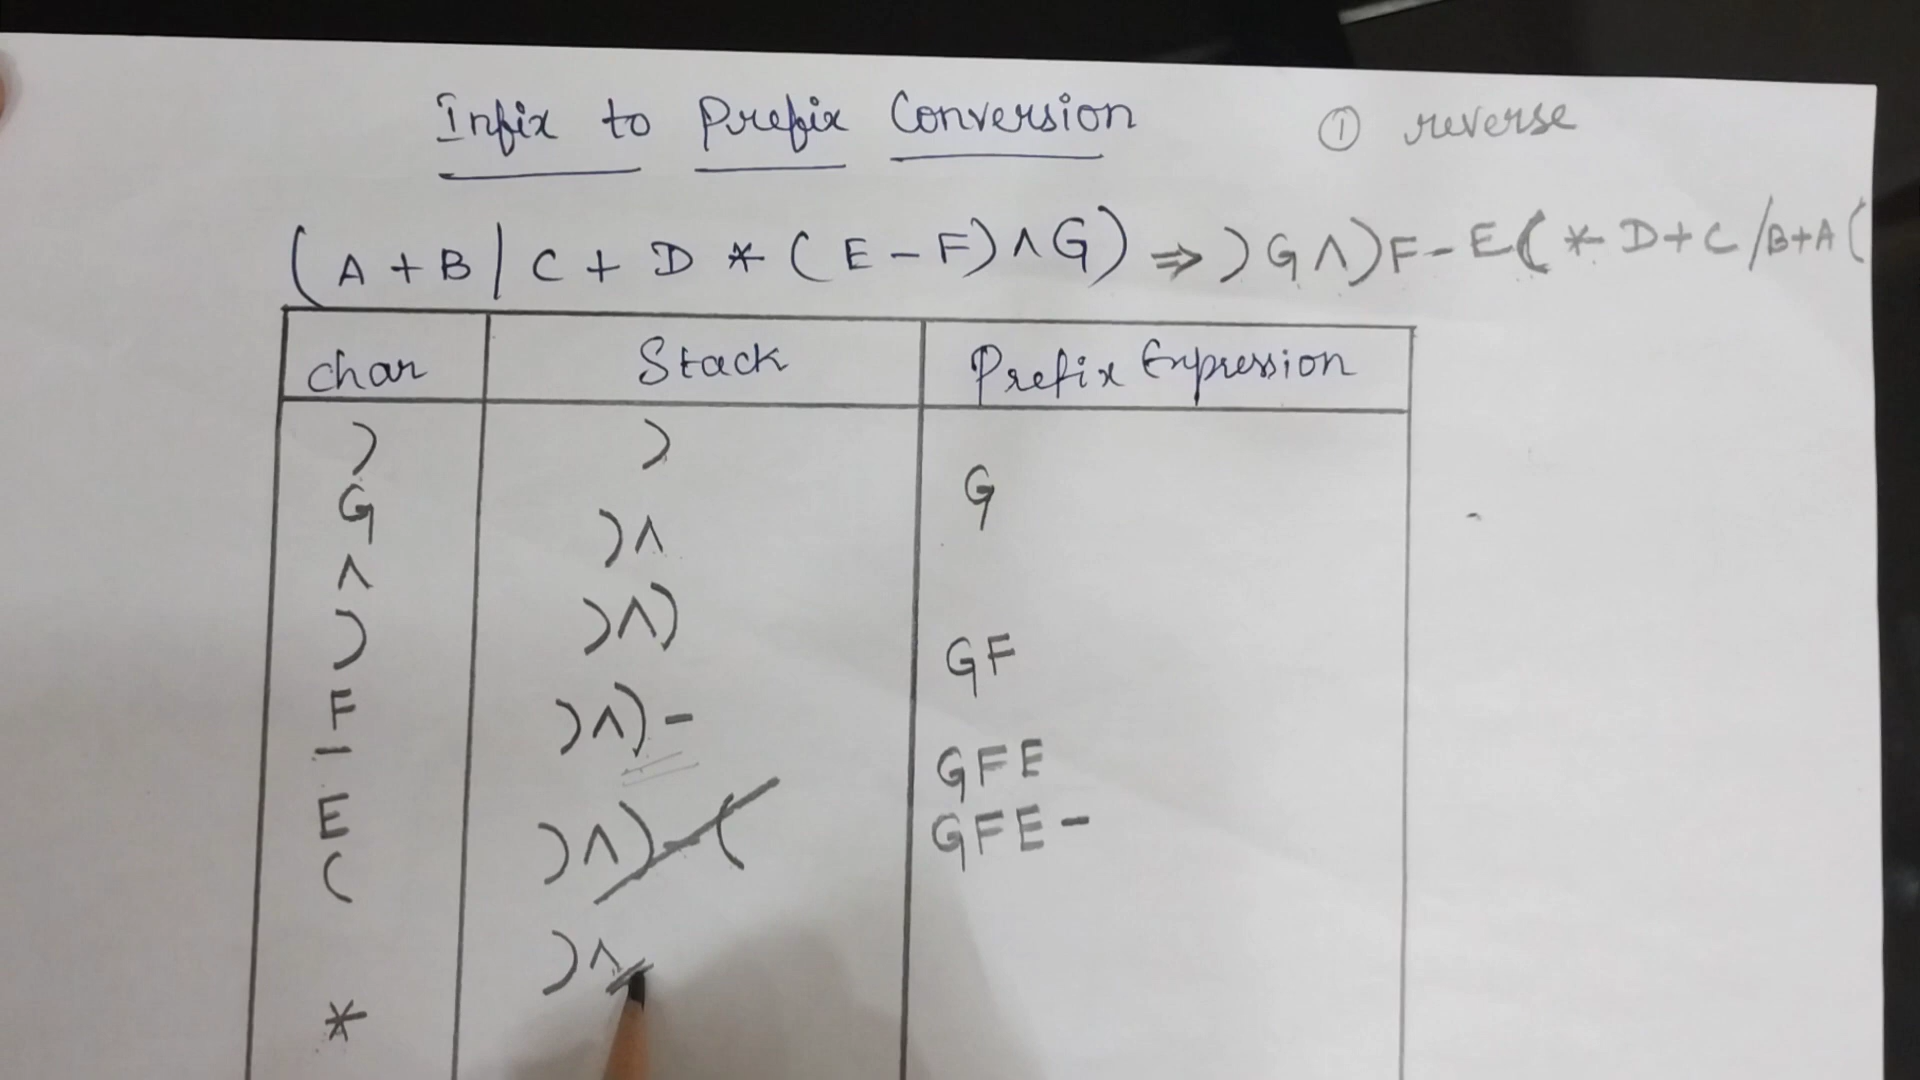 Infix to Prefix Conversion ① reverse
(A+B/C+D*(E-F)∧G) ⇒ )G∧)F-E(*D+C/B+A(
char Stack Prefix Expression
) )
G G
∧ )∧
) )∧)
F GF
- )∧)-
E GFE
( )∧)-( GFE-
)∧
*